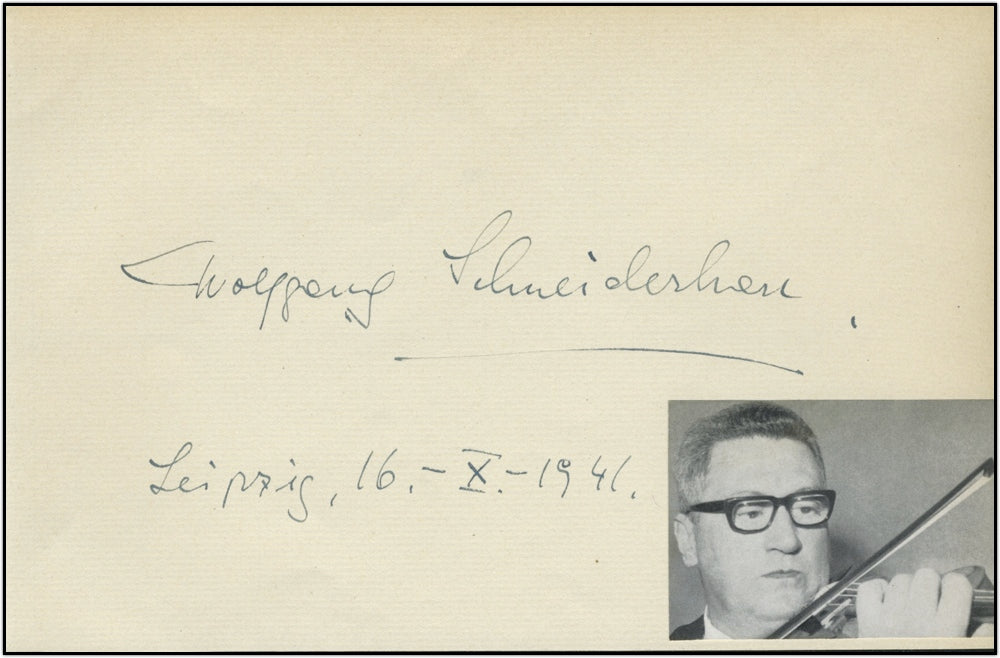 Wolfgang Schneiderhan.
Leipzig, 16.-X.-1941.